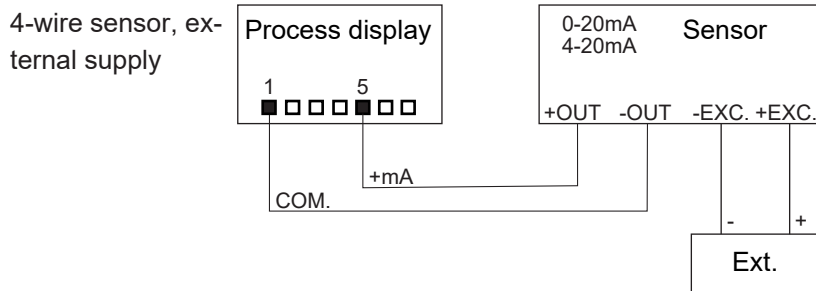 4-wire sensor, ex-
ternal supply
Process display
1 5
0-20mA
4-20mA
Sensor
+OUT -OUT -EXC. +EXC.
+mA
COM.
- +
Ext.